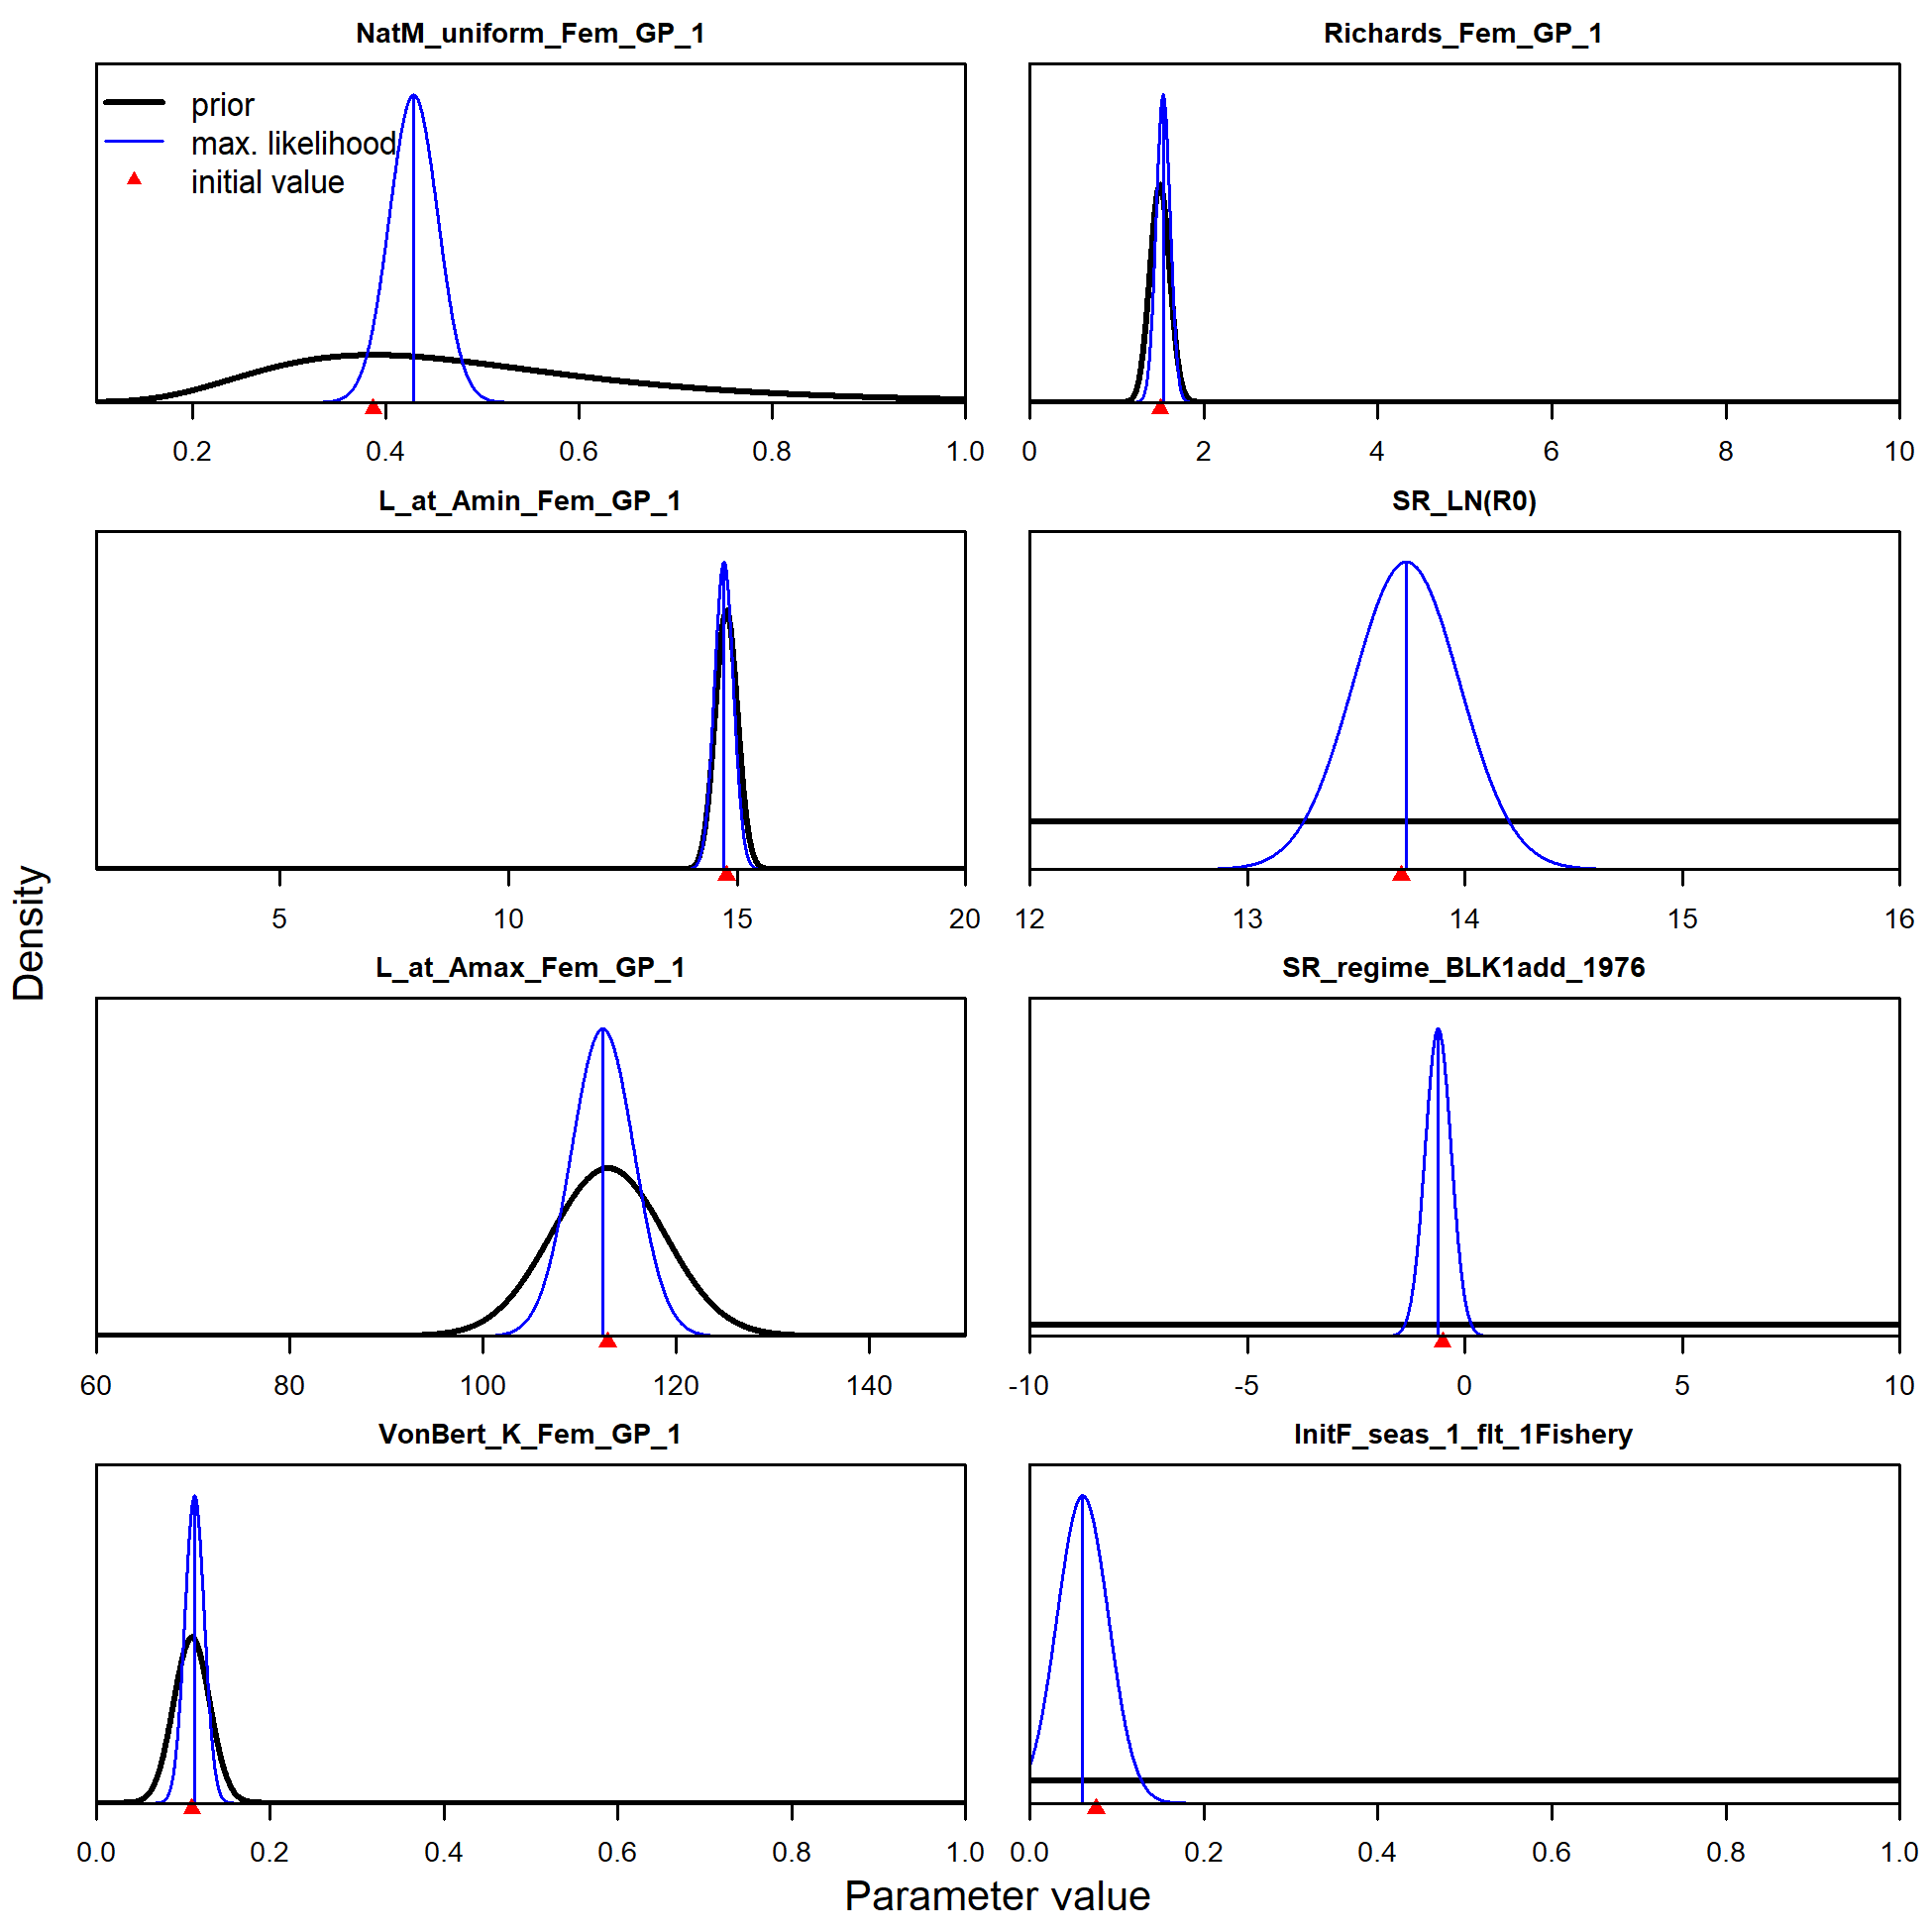 NatM_uniform_Fem_GP_1
prior
max. likelihood
initial value
0.2 0.4 0.6 0.8 1.0
Richards_Fem_GP_1
0 2 4 6 8 10
L_at_Amin_Fem_GP_1
5 10 15 20
SR_LN(R0)
12 13 14 15 16
L_at_Amax_Fem_GP_1
60 80 100 120 140
SR_regime_BLK1add_1976
-10 -5 0 5 10
VonBert_K_Fem_GP_1
0.0 0.2 0.4 0.6 0.8 1.0
InitF_seas_1_flt_1Fishery
0.0 0.2 0.4 0.6 0.8 1.0
Density
Parameter value